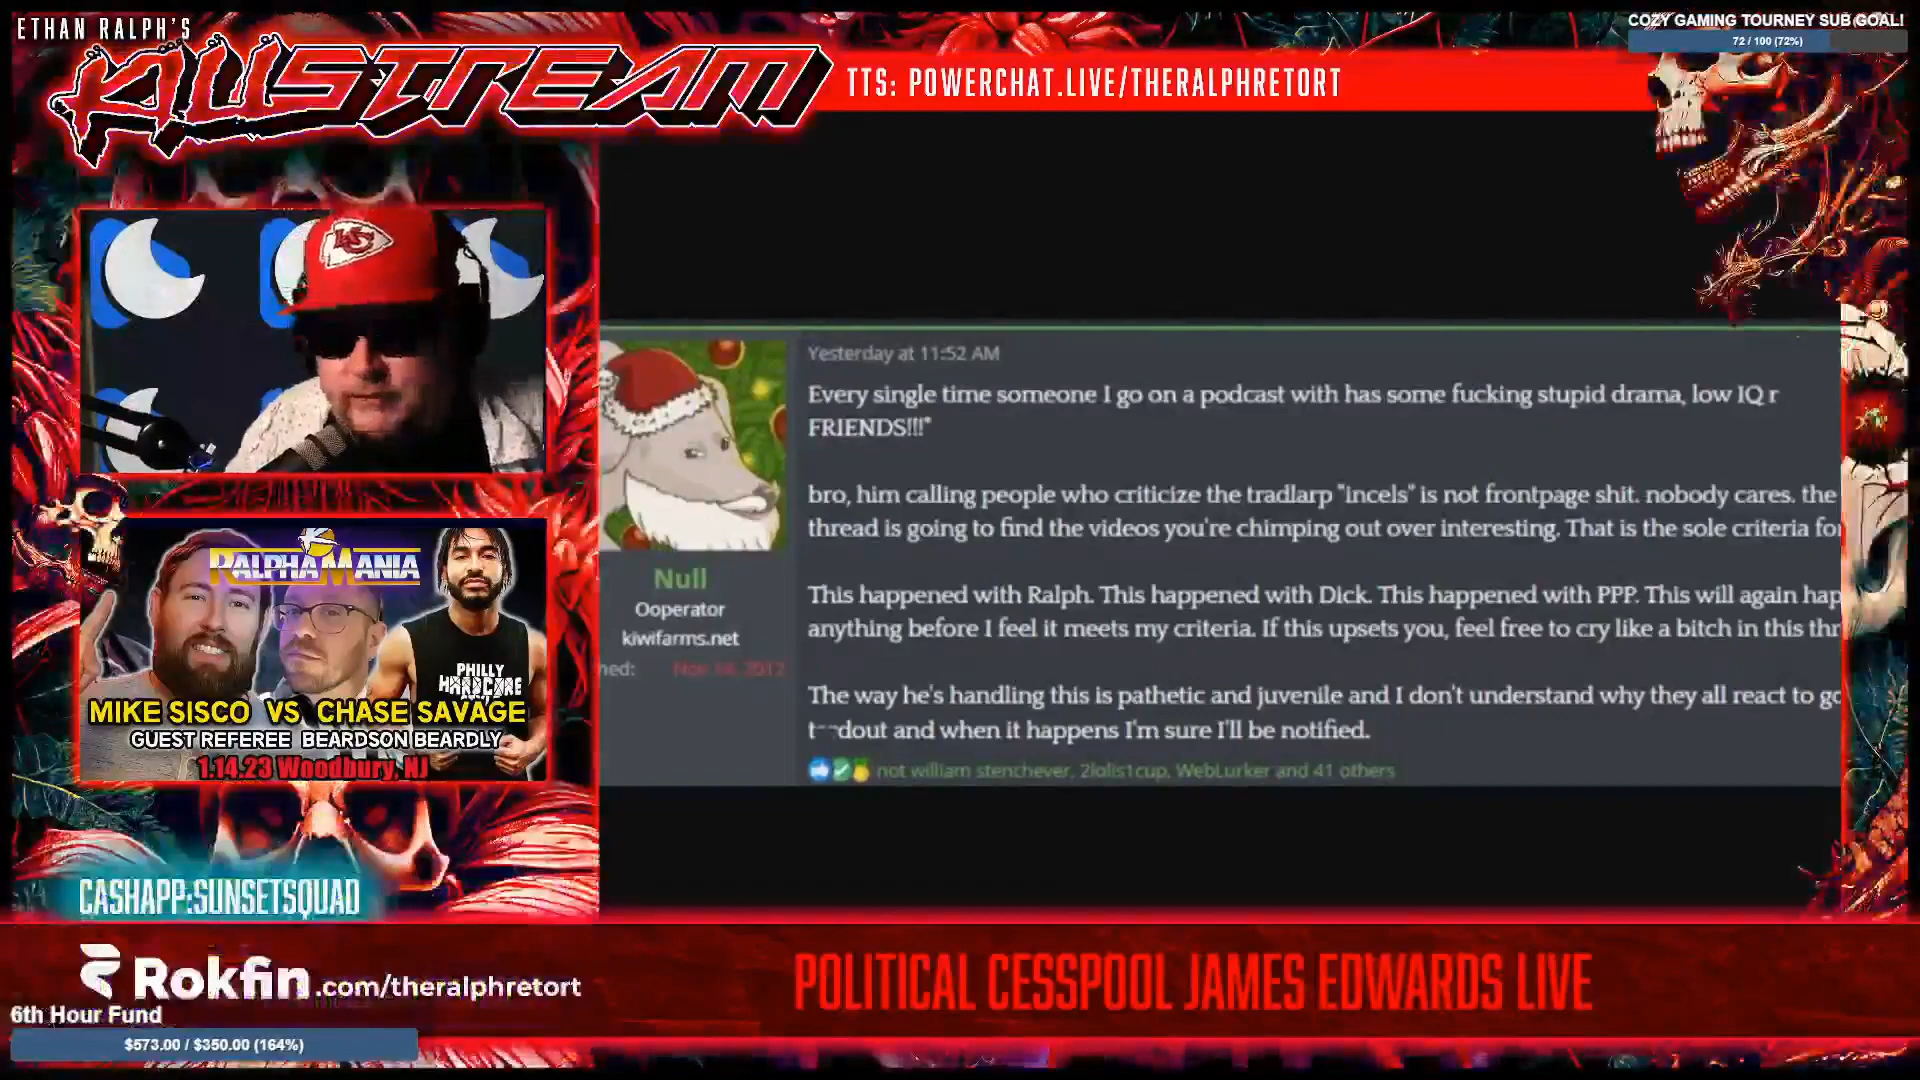 ETHAN RALPH'S
KILLSTREAM
TTS: POWERCHAT.LIVE/THERALPHRETORT
COZY GAMING TOURNEY SUB GOAL!
72 / 100 (72%)
Yesterday at 11:52 AM
Every single time someone I go on a podcast with has some fucking stupid drama, low IQ r
FRIENDS!!!"
bro, him calling people who criticize the tradlarp "incels" is not frontpage shit. nobody cares. the
thread is going to find the videos you're chimping out over interesting. That is the sole criteria for
This happened with Ralph. This happened with Dick. This happened with PPP. This will again hap
anything before I feel it meets my criteria. If this upsets you, feel free to cry like a bitch in this thr
The way he's handling this is pathetic and juvenile and I don't understand why they all react to go
t dout and when it happens I'm sure I'll be notified.
not william stenchever, 2lolis1cup, WebLurker and 41 others
Null
Ooperator
kiwifarms.net
ned: Nov 14, 2012
RALPHAMANIA
PHILLY
HARDCORE
MIKE SISCO VS CHASE SAVAGE
GUEST REFEREE BEARDSON BEARDLY
1.14.23 Woodbury, NJ
CASHAPP:SUNSETSQUAD
Rokfin.com/theralphretort
6th Hour Fund
$573.00 / $350.00 (164%)
POLITICAL CESSPOOL JAMES EDWARDS LIVE